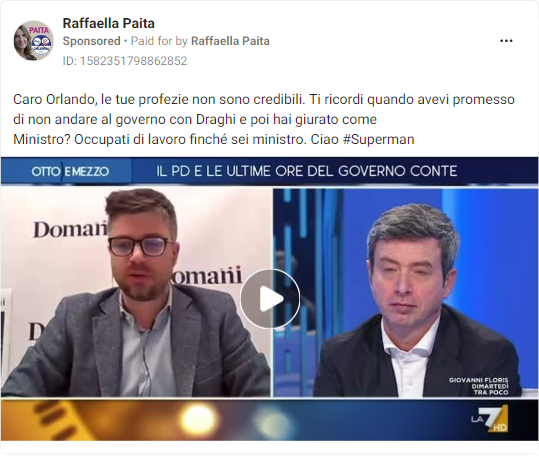 Raffaella Paita
Sponsored • Paid for by Raffaella Paita
ID: 1582351798862852
PAITA
Caro Orlando, le tue profezie non sono credibili. Ti ricordi quando avevi promesso
di non andare al governo con Draghi e poi hai giurato come
Ministro? Occupati di lavoro finché sei ministro. Ciao #Superman
OTTO E MEZZO
IL PD E LE ULTIME ORE DEL GOVERNO CONTE
Domani
omani
D
GIOVANNI FLORIS
DIMARTEDÌ
TRA POCO
LA 7 HD